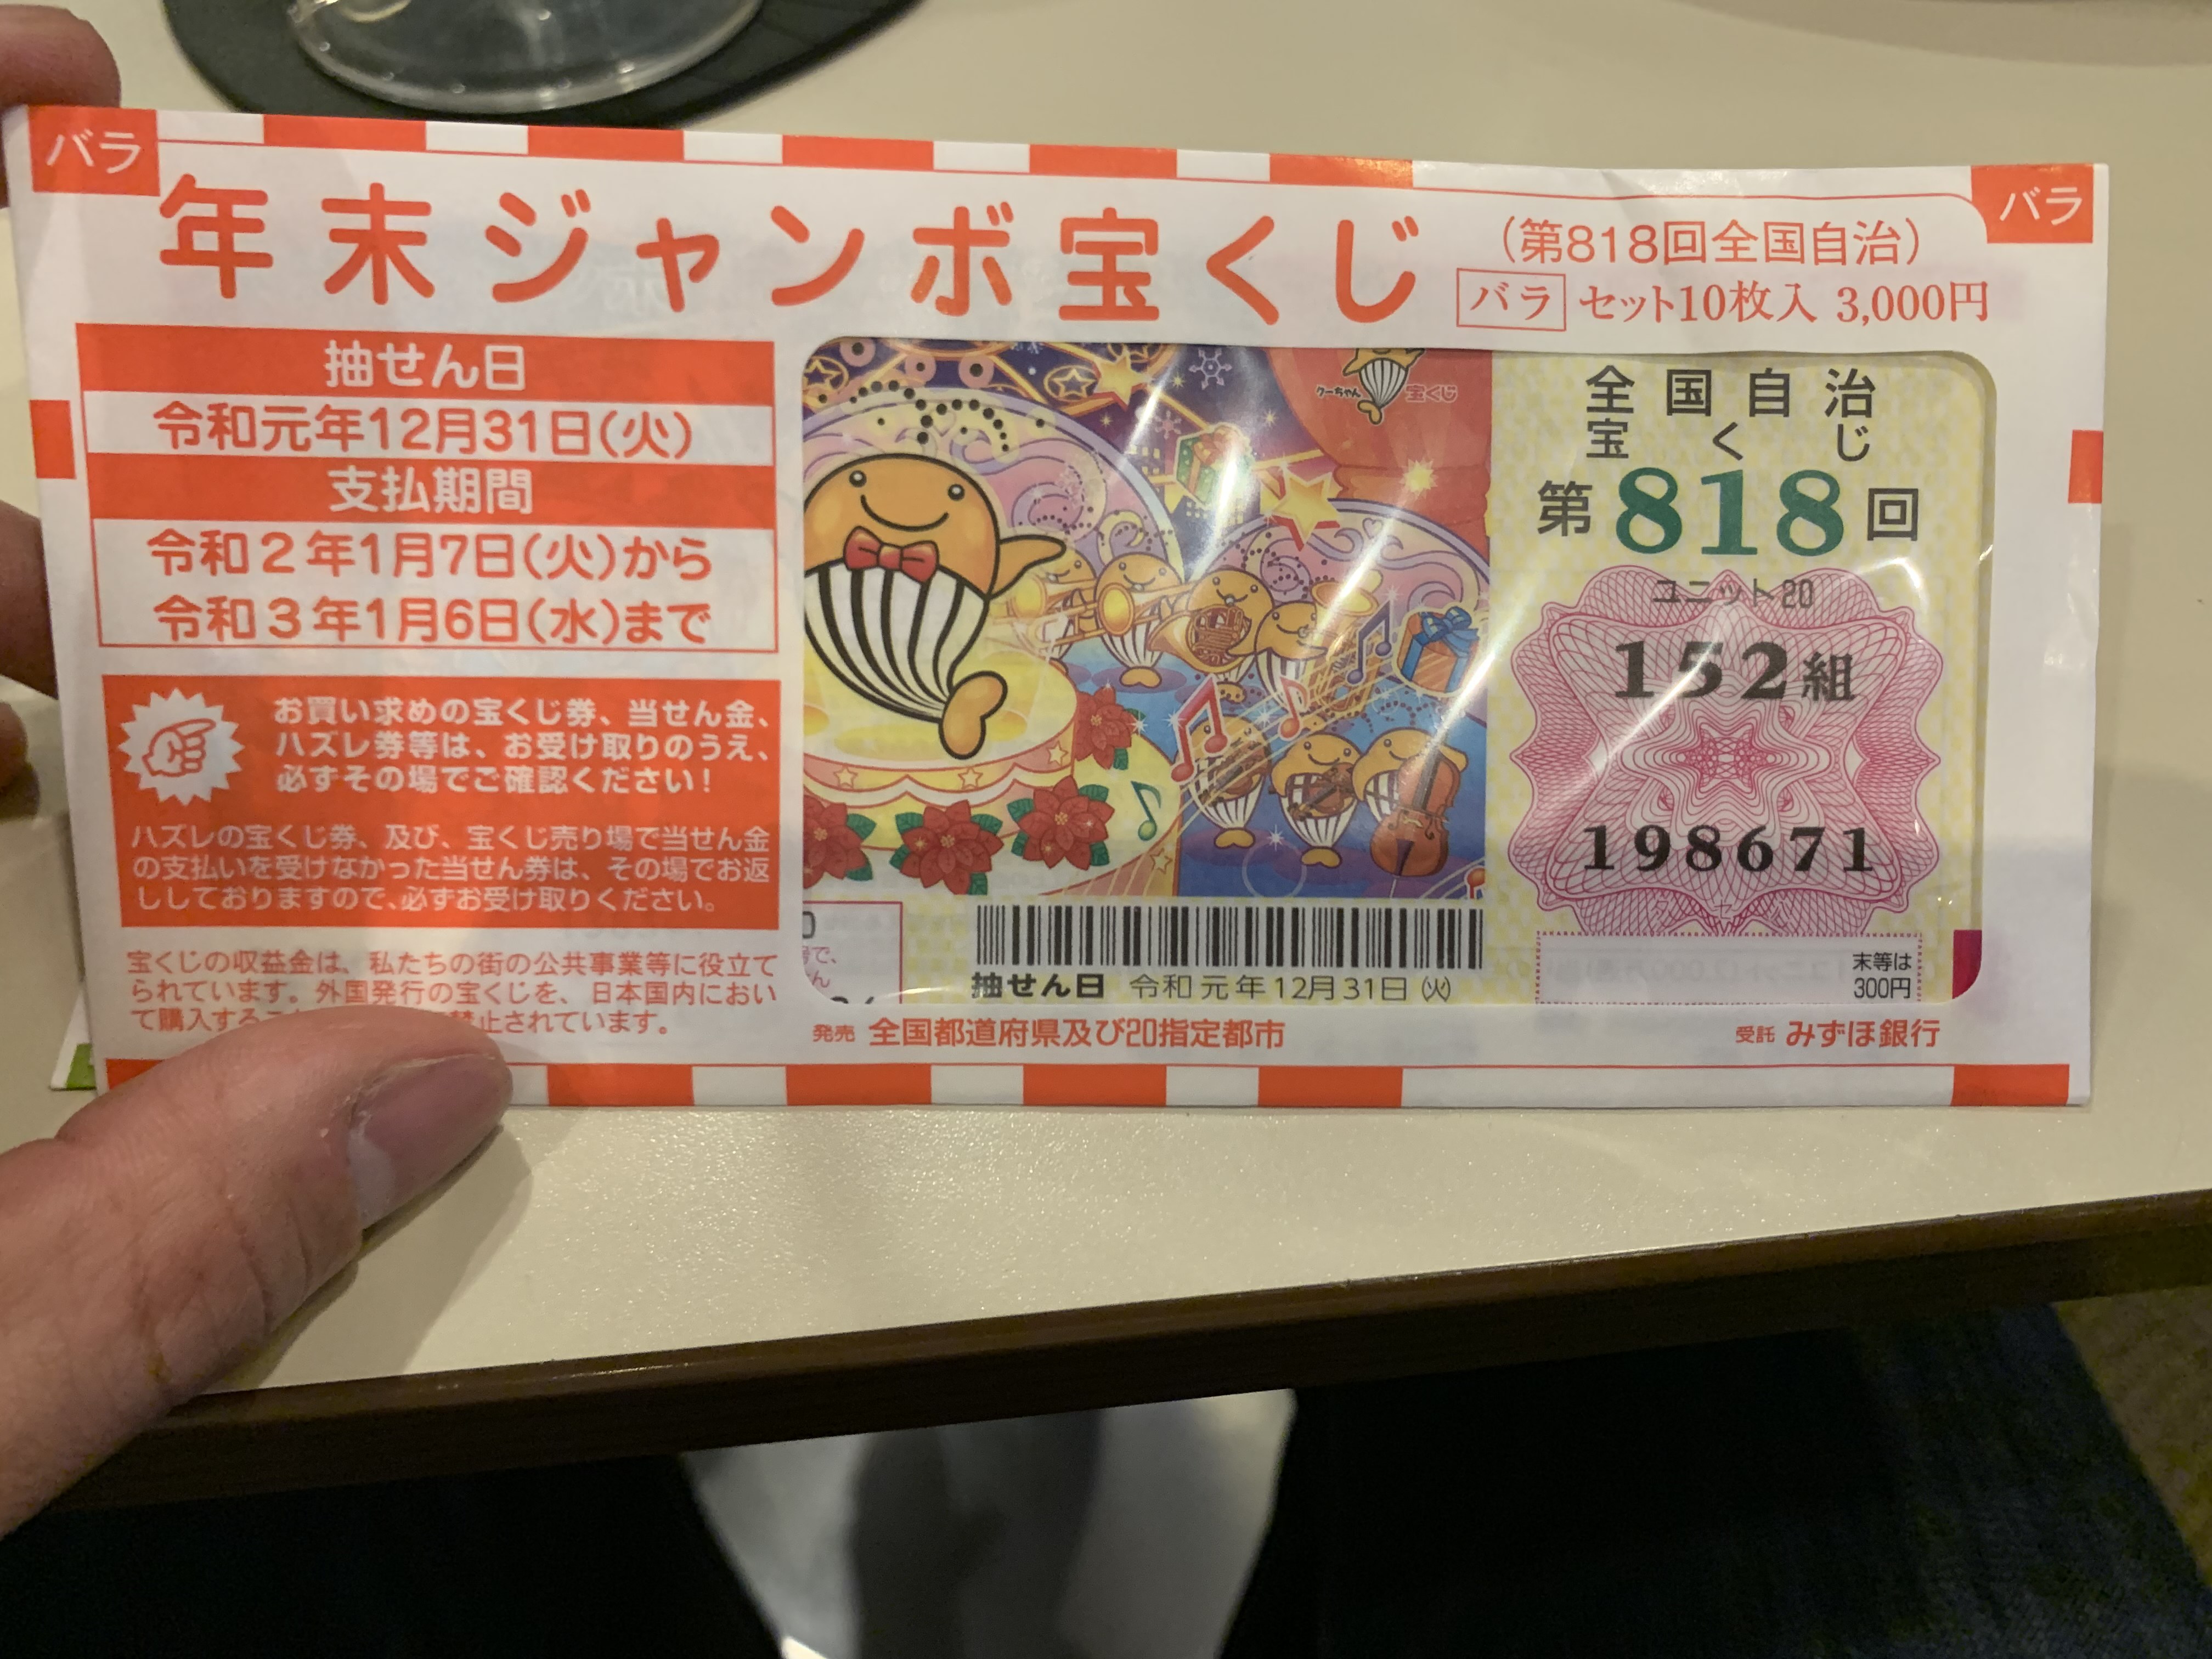 バラ
バラ
年末ジャンボ宝くじ
(第818回全国自治)
バラ セット10枚入 3,000円
抽せん日
令和元年12月31日(火)
支払期間
令和2年1月7日(火)から
令和3年1月6日(水)まで
お買い求めの宝くじ券、当せん金、
ハズレ券等は、お受け取りのうえ、
必ずその場でご確認ください!
ハズレの宝くじ券、及び、宝くじ売り場で当せん金
の支払いを受けなかった当せん券は、その場でお返
ししておりますので、必ずお受け取りください。
宝くじの収益金は、私たちの街の公共事業等に役立て
られています。外国発行の宝くじを、日本国内におい
て購入する 禁止されています。
クーちゃん 宝くじ
全国自治
宝くじ
第818回
ユニット20
152組
198671
末等は
300円
抽せん日 令和元年12月31日(火)
発売 全国都道府県及び20指定都市
受託 みずほ銀行